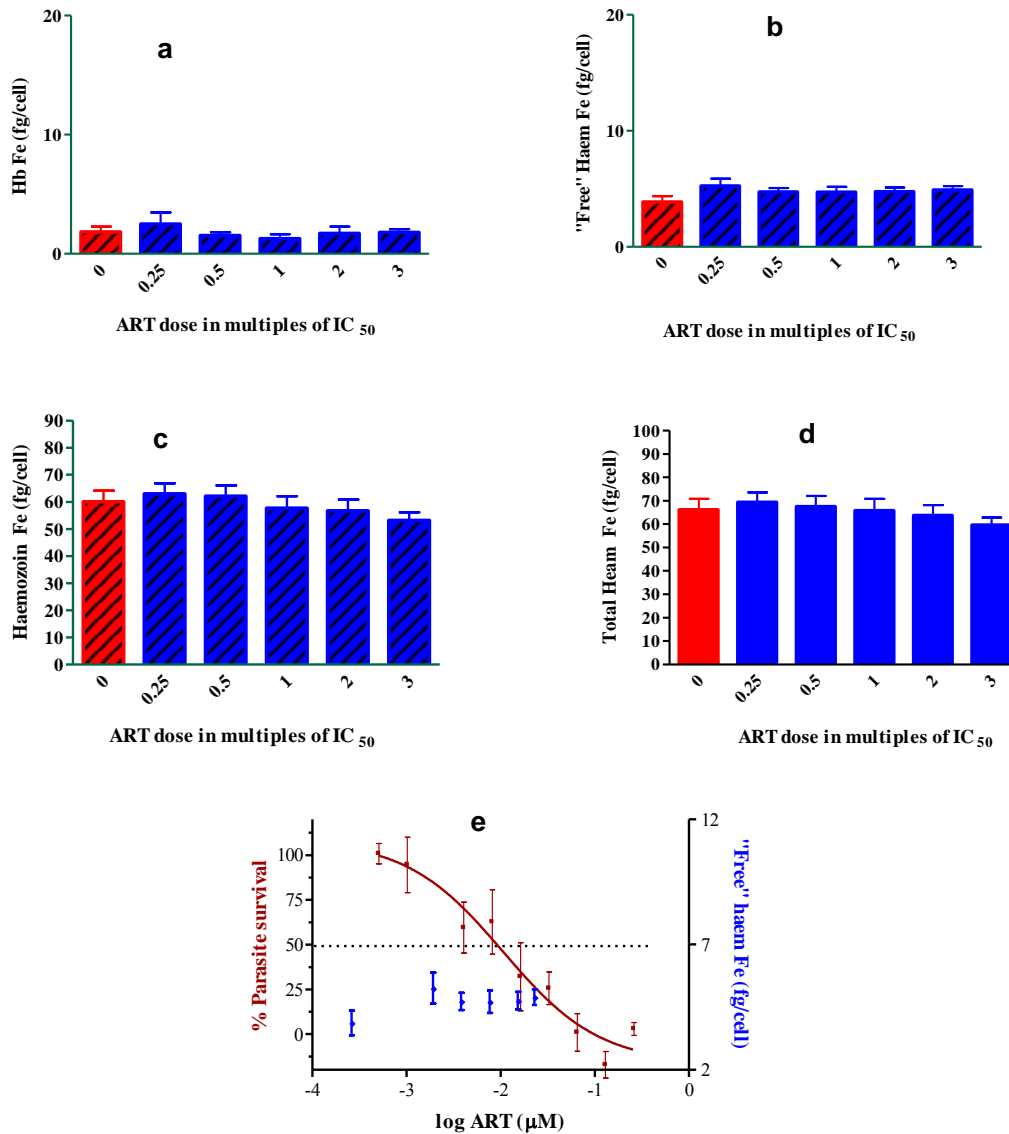 a
Hb Fe (fg/cell)
20
10
0
0 0.25 0.5 1 2 3
ART dose in multiples of IC 50
b
"Free" Haem Fe (fg/cell)
20
10
0
0 0.25 0.5 1 2 3
ART dose in multiples of IC 50
c
Haemozoin Fe (fg/cell)
90
80
70
60
50
40
30
20
10
0
0 0.25 0.5 1 2 3
ART dose in multiples of IC 50
d
Total Heam Fe (fg/cell)
100
90
80
70
60
50
40
30
20
10
0
0 0.25 0.5 1 2 3
ART dose in multiples of IC 50
e
% Parasite survival
100
75
50
25
0
12
7
2
"Free" haem Fe (fg/cell)
-4 -3 -2 -1 0
log ART (µM)